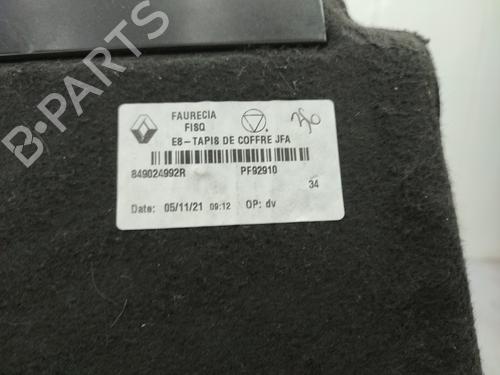 B-PARTS
FAURECIA
FISQ
E8-TAPIS DE COFFRE JFA
849024992R PF92910
34
Date: 05/11/21 09:12 OP: dv